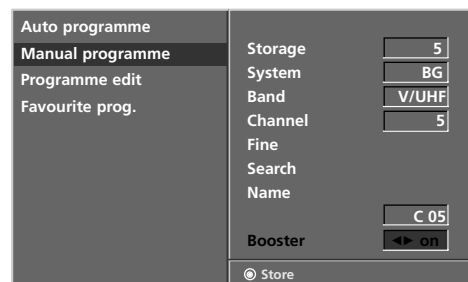 Auto programme
Manual programme
Programme edit
Favourite prog.
Storage 5
System BG
Band V/UHF
Channel 5
Fine
Search
Name
C 05
Booster ◄► on
Store